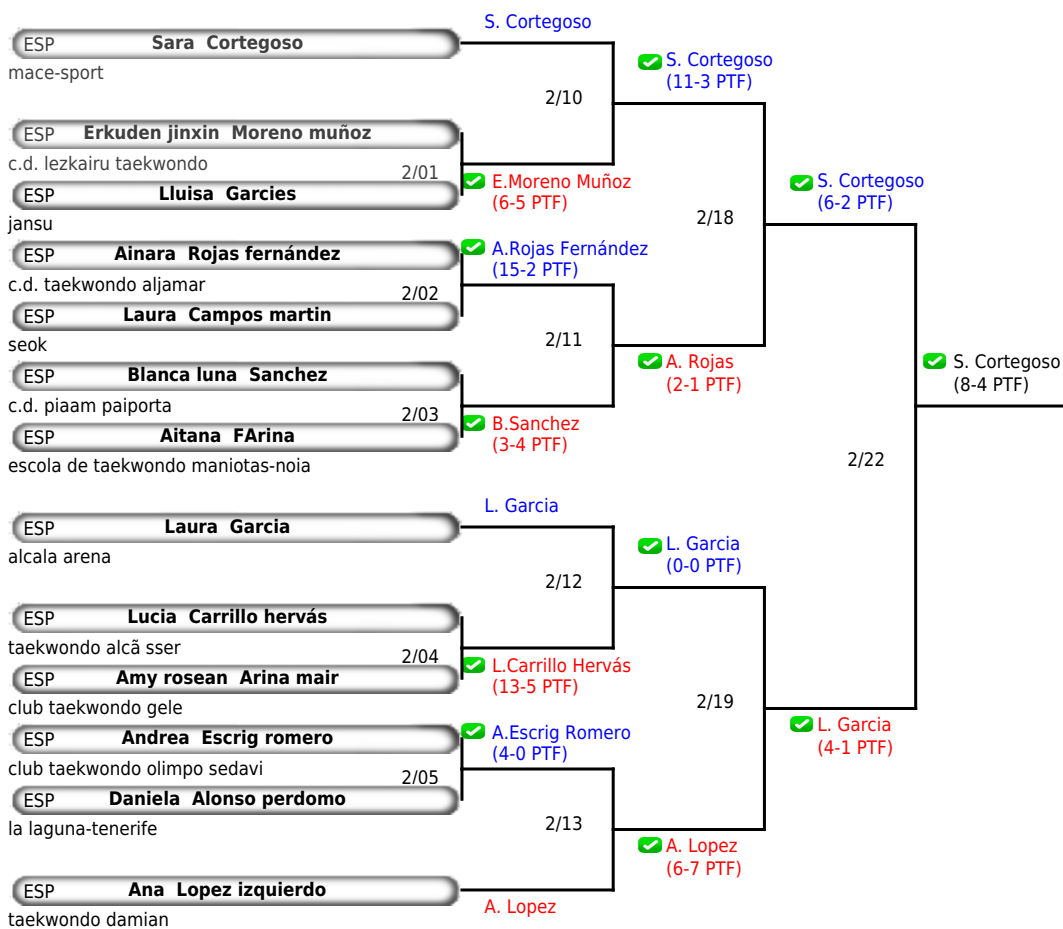 S. Cortegoso
ESP Sara Cortegoso
mace-sport
S. Cortegoso
(11-3 PTF)
2/10
ESP Erkuden jinxin Moreno muñoz
c.d. lezkairu taekwondo
2/01
E.Moreno Muñoz
(6-5 PTF)
ESP Lluisa Garcies
jansu
S. Cortegoso
(6-2 PTF)
2/18
ESP Ainara Rojas fernández
c.d. taekwondo aljamar
A.Rojas Fernández
(15-2 PTF)
2/02
ESP Laura Campos martin
seok
2/11
A. Rojas
(2-1 PTF)
ESP Blanca luna Sanchez
c.d. piaam paiporta
2/03
B.Sanchez
(3-4 PTF)
ESP Aitana FArina
escola de taekwondo maniotas-noia
S. Cortegoso
(8-4 PTF)
2/22
L. Garcia
ESP Laura Garcia
alcala arena
L. Garcia
(0-0 PTF)
2/12
ESP Lucia Carrillo hervás
taekwondo alcã sser
2/04
L.Carrillo Hervás
(13-5 PTF)
ESP Amy rosean Arina mair
club taekwondo gele
2/19
L. Garcia
(4-1 PTF)
ESP Andrea Escrig romero
club taekwondo olimpo sedavi
A.Escrig Romero
(4-0 PTF)
2/05
ESP Daniela Alonso perdomo
la laguna-tenerife
2/13
A. Lopez
(6-7 PTF)
ESP Ana Lopez izquierdo
taekwondo damian
A. Lopez